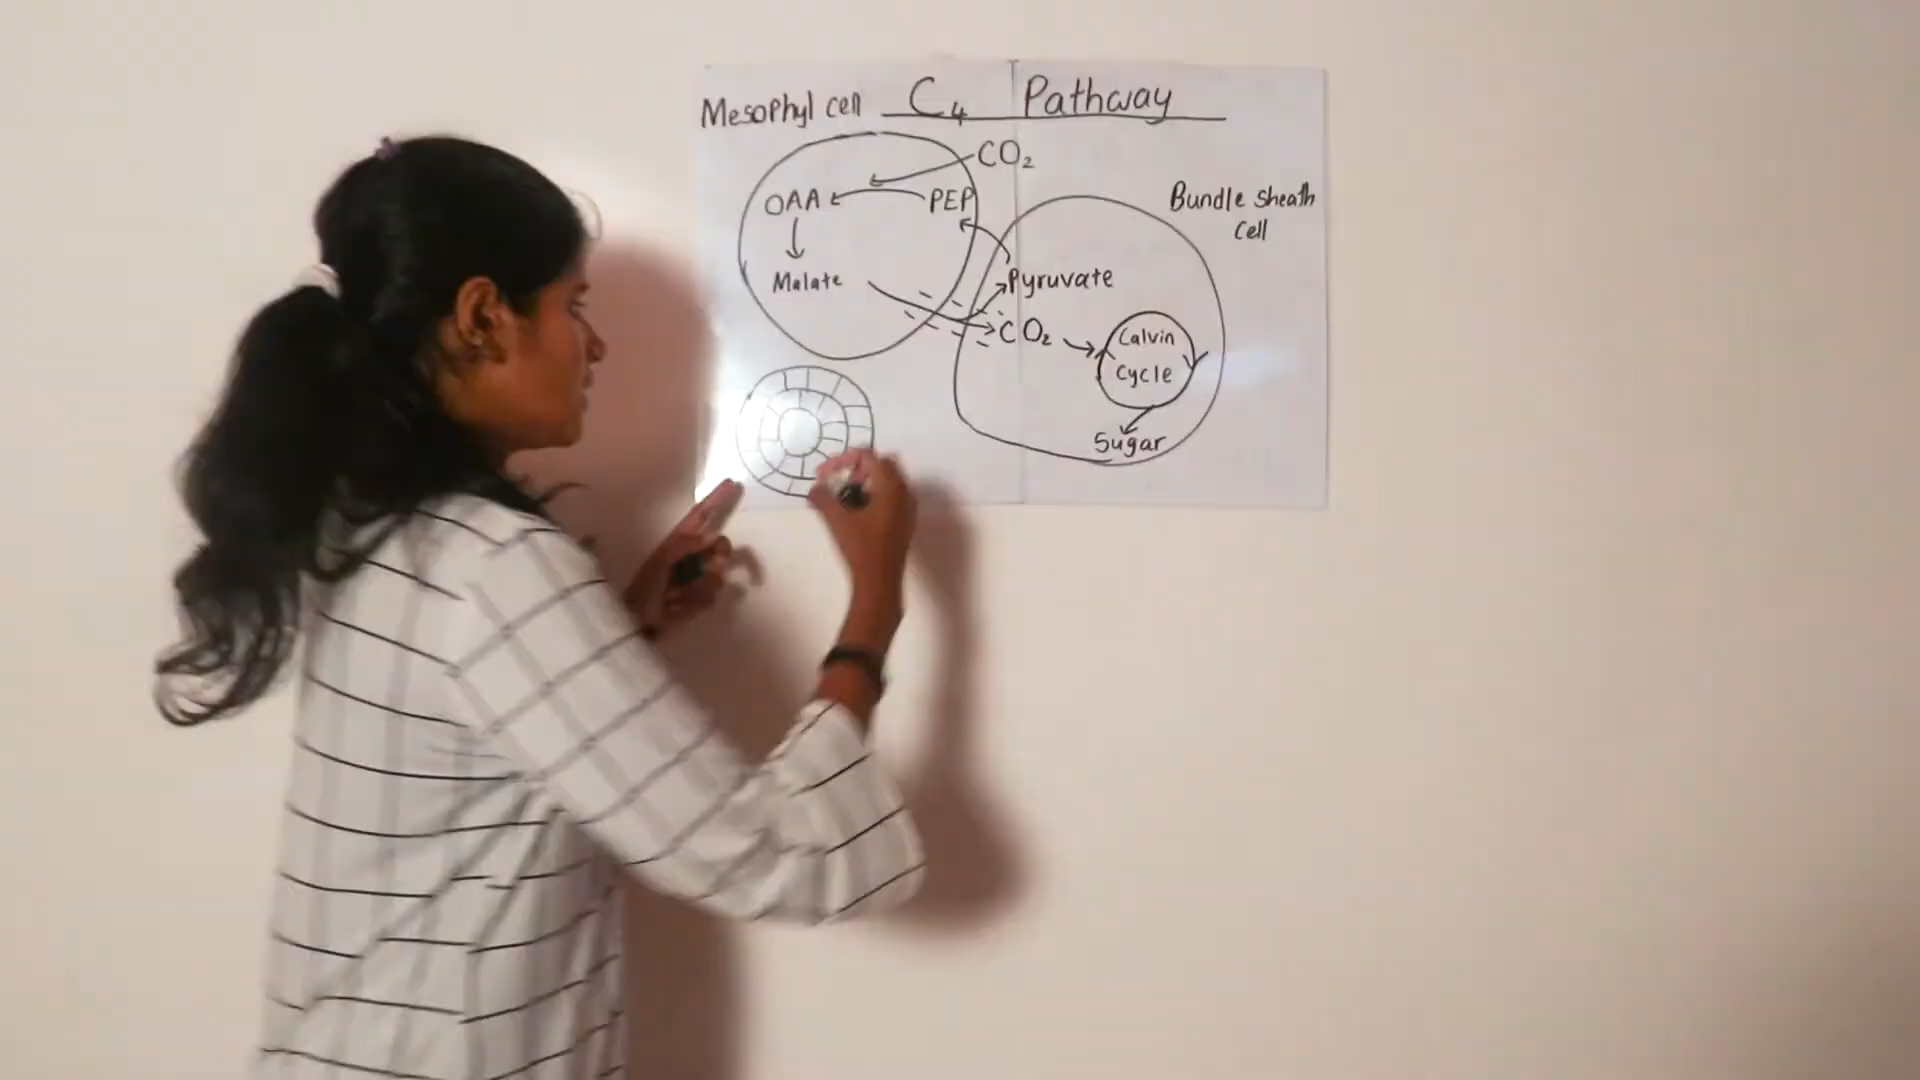 Mesophyl cell
C₄ Pathway
CO₂
OAA
PEP
Malate
Bundle Sheath
Cell
Pyruvate
CO₂
Calvin
Cycle
Sugar